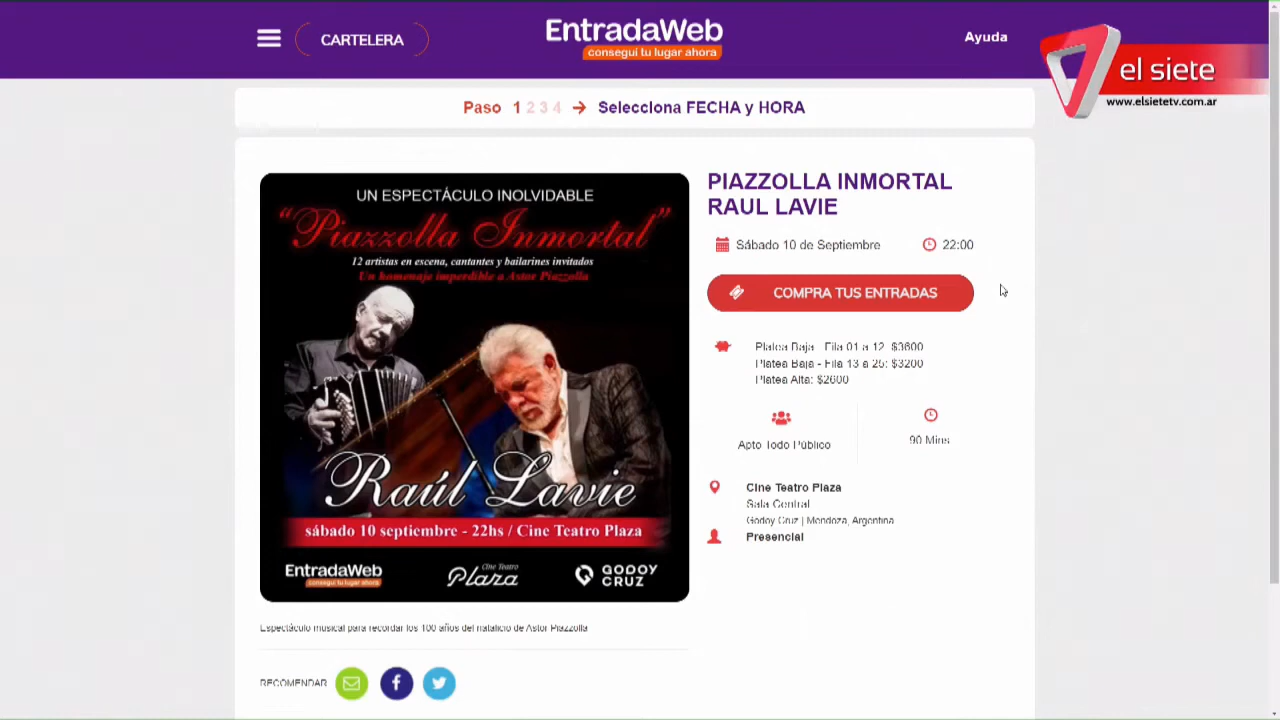 CARTELERA
EntradaWeb
conseguí tu lugar ahora
Ayuda
el siete
www.elsietetv.com.ar
Paso 1 2 3 4 → Selecciona FECHA y HORA
UN ESPECTÁCULO INOLVIDABLE
“Piazzolla Inmortal”
12 artistas en escena, cantantes y bailarines invitados
Un homenaje imperdible a Astor Piazzolla
Raúl Lavie
sábado 10 septiembre - 22hs / Cine Teatro Plaza
EntradaWeb
conseguí tu lugar ahora
Cine Teatro
Plaza
GODOY
CRUZ
Espectáculo musical para recordar los 100 años del natalicio de Astor Piazzolla
RECOMENDAR
PIAZZOLLA INMORTAL
RAUL LAVIE
Sábado 10 de Septiembre 22:00
COMPRA TUS ENTRADAS
Platea Baja - Fila 01 a 12: $3600
Platea Baja - Fila 13 a 25: $3200
Platea Alta: $2600
Apto Todo Público
90 Mins
Cine Teatro Plaza
Sala Central
Godoy Cruz | Mendoza, Argentina
Presencial